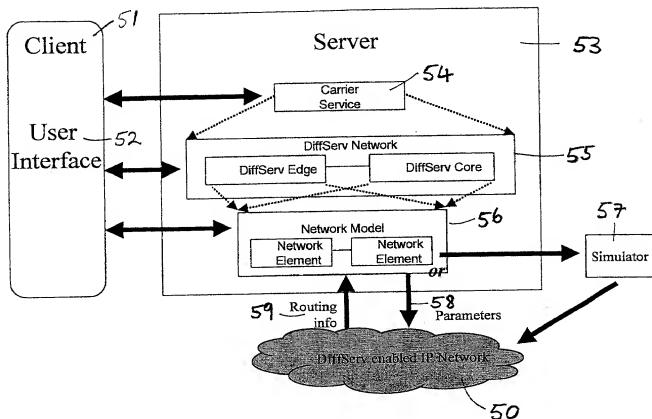 51
Client
Server
53
54
Carrier
Service
User
52
Interface
DiffServ Network
55
DiffServ Edge
DiffServ Core
56
Network Model
57
Network
Element
Network
Element
or
Simulator
59
Routing
info
58
Parameters
DiffServ enabled IP Network
50